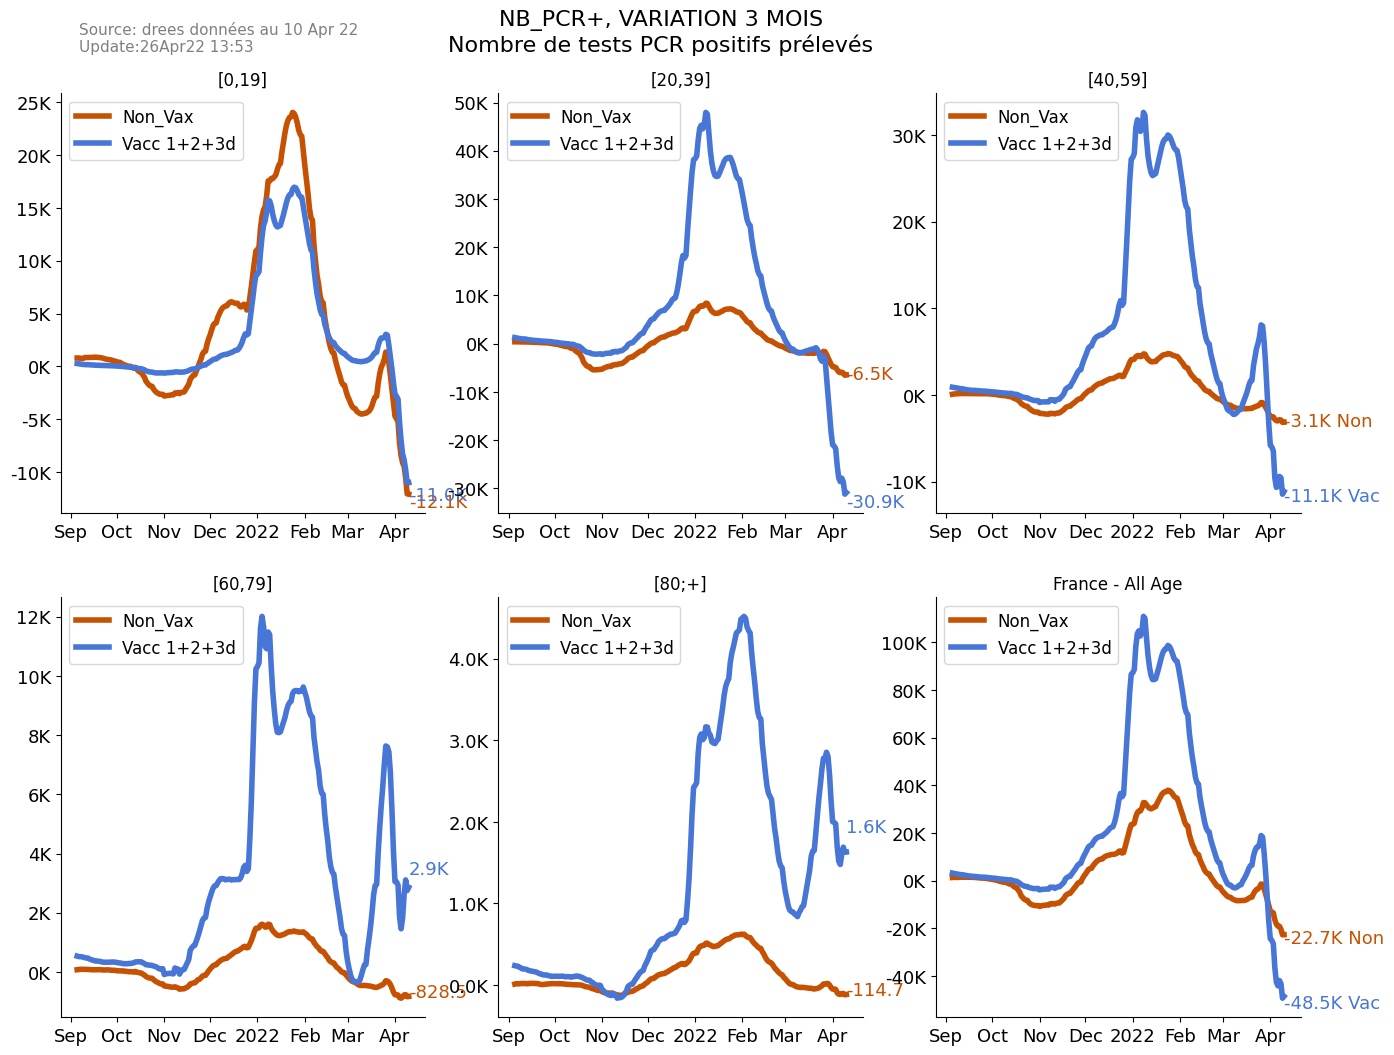 Source: drees données au 10 Apr 22
Update:26Apr22 13:53
NB_PCR+, VARIATION 3 MOIS
Nombre de tests PCR positifs prélevés
[0,19]
25K
20K
15K
10K
5K
0K
-5K
-10K
Non_Vax
Vacc 1+2+3d
-11.0K
-12.1K
Sep Oct Nov Dec 2022 Feb Mar Apr
[20,39]
50K
40K
30K
20K
10K
0K
-10K
-20K
-30K
Non_Vax
Vacc 1+2+3d
-6.5K
-30.9K
Sep Oct Nov Dec 2022 Feb Mar Apr
[40,59]
30K
20K
10K
0K
-10K
Non_Vax
Vacc 1+2+3d
-3.1K Non
-11.1K Vac
Sep Oct Nov Dec 2022 Feb Mar Apr
[60,79]
12K
10K
8K
6K
4K
2K
0K
Non_Vax
Vacc 1+2+3d
2.9K
-828.5
Sep Oct Nov Dec 2022 Feb Mar Apr
[80;+]
4.0K
3.0K
2.0K
1.0K
0.0K
Non_Vax
Vacc 1+2+3d
1.6K
-114.7
Sep Oct Nov Dec 2022 Feb Mar Apr
France - All Age
100K
80K
60K
40K
20K
0K
-20K
-40K
Non_Vax
Vacc 1+2+3d
-22.7K Non
-48.5K Vac
Sep Oct Nov Dec 2022 Feb Mar Apr